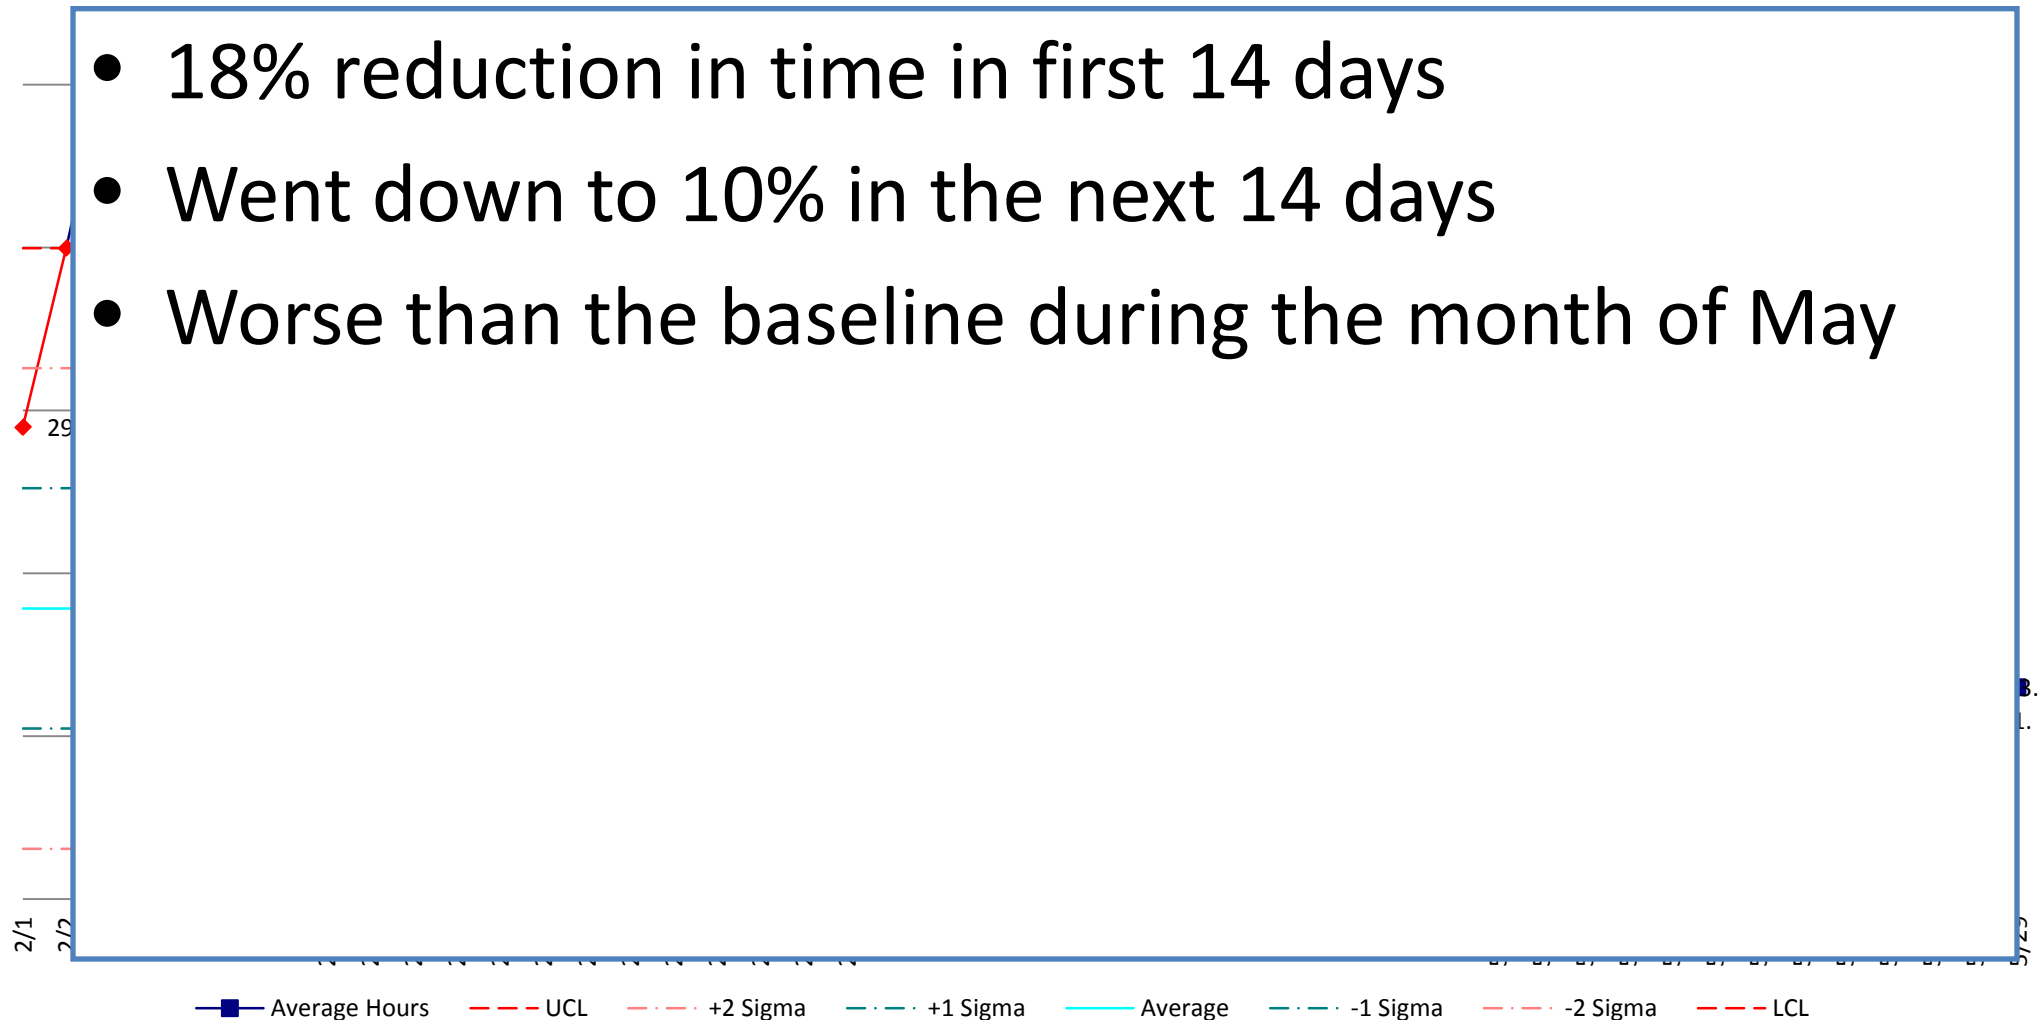 • 18% reduction in time in first 14 days
• Went down to 10% in the next 14 days
• Worse than the baseline during the month of May
29
2/1
2/2
Average Hours UCL +2 Sigma +1 Sigma Average -1 Sigma -2 Sigma LCL